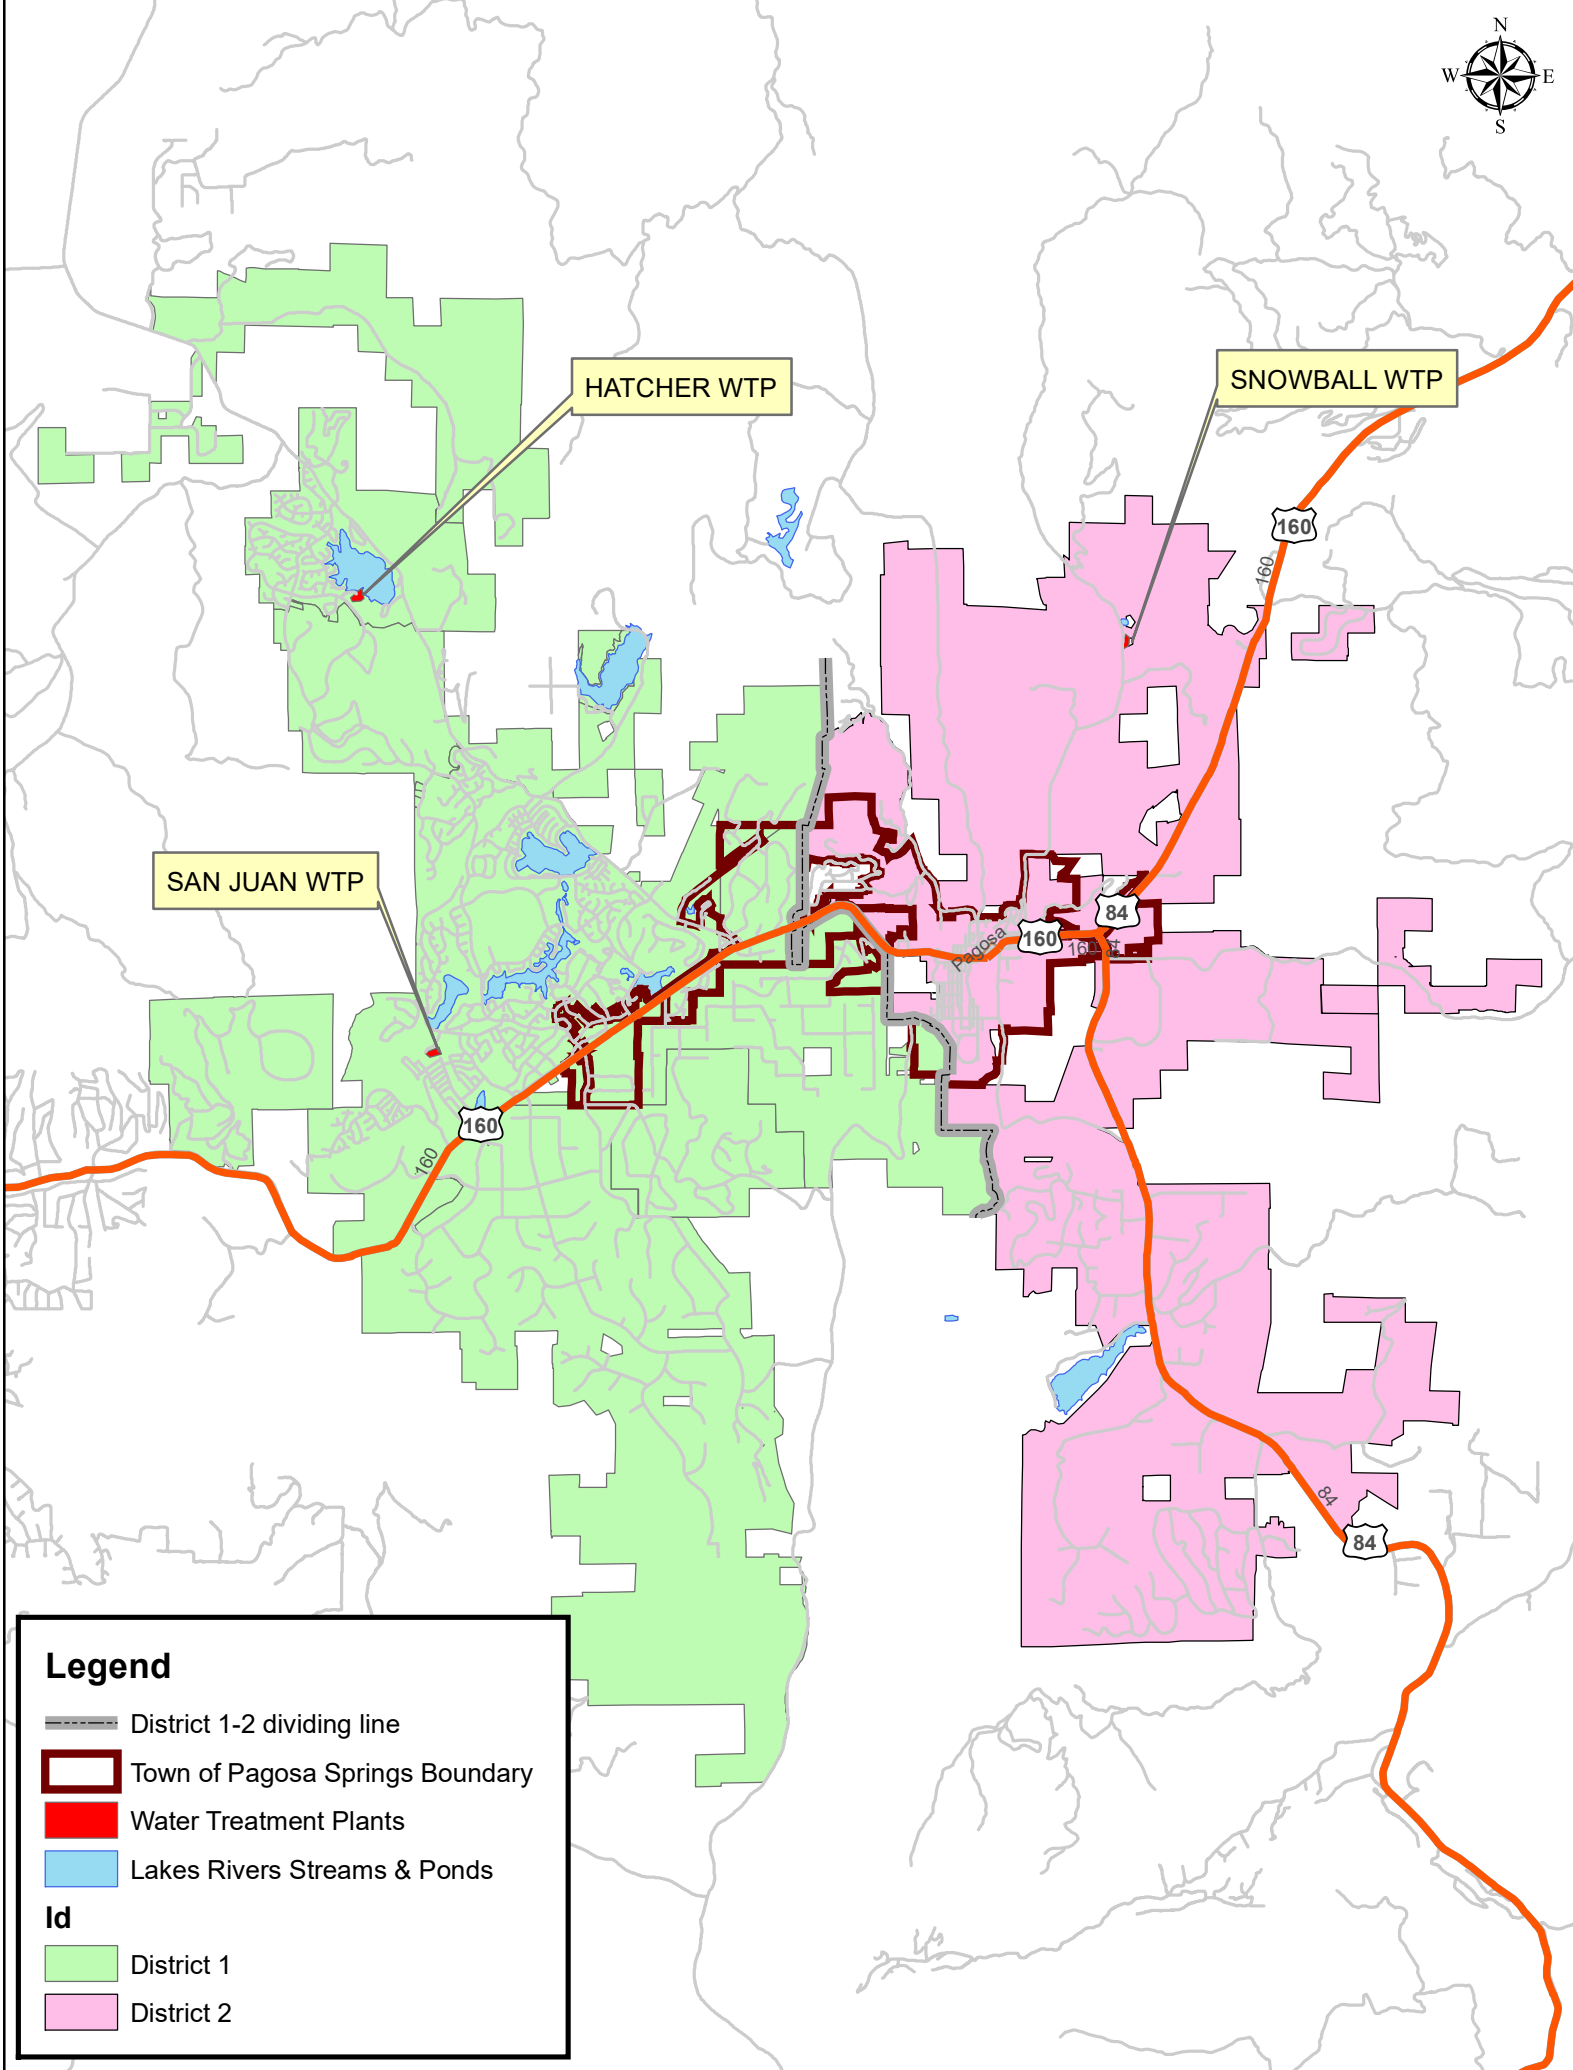 N
W E
S
HATCHER WTP
SNOWBALL WTP
160
160
SAN JUAN WTP
84
160
Pagosa
160
84
160
160
84
84
Legend
District 1-2 dividing line
Town of Pagosa Springs Boundary
Water Treatment Plants
Lakes Rivers Streams & Ponds
Id
District 1
District 2